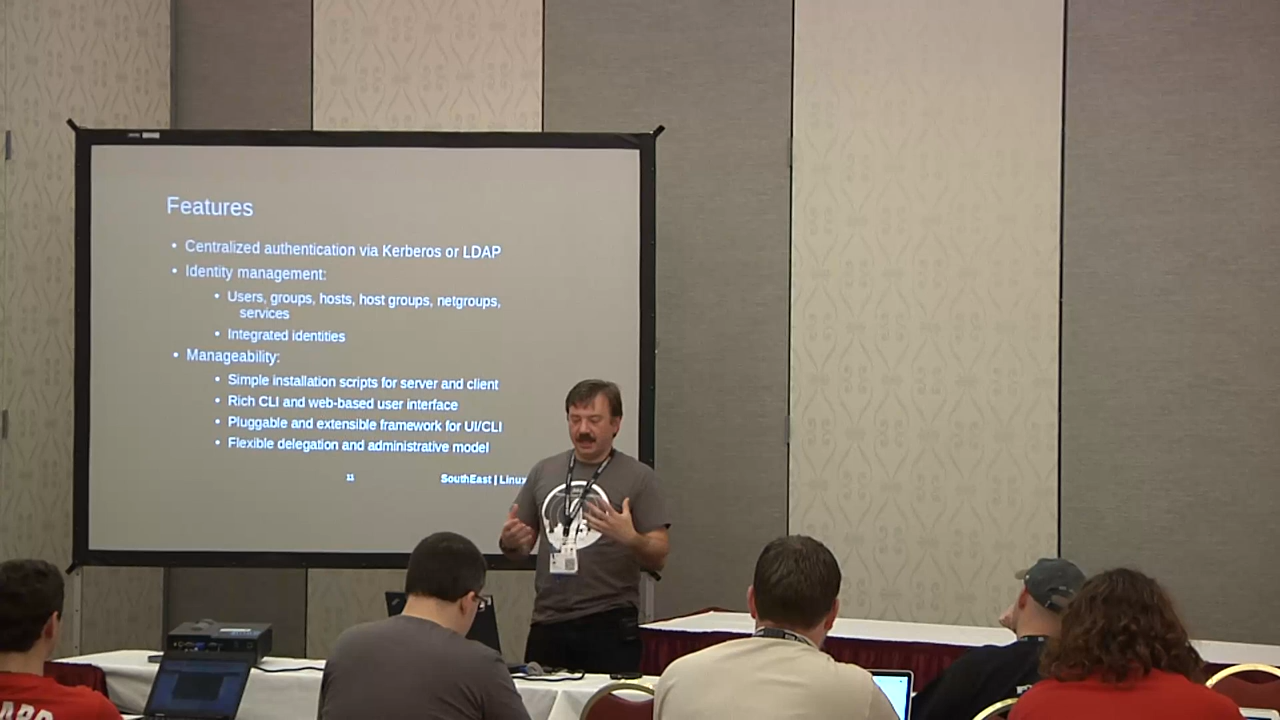 Features
• Centralized authentication via Kerberos or LDAP
• Identity management:
• Users, groups, hosts, host groups, netgroups,
services
• Integrated identities
• Manageability:
• Simple installation scripts for server and client
• Rich CLI and web-based user interface
• Pluggable and extensible framework for UI/CLI
• Flexible delegation and administrative model
11
SouthEast | Linux